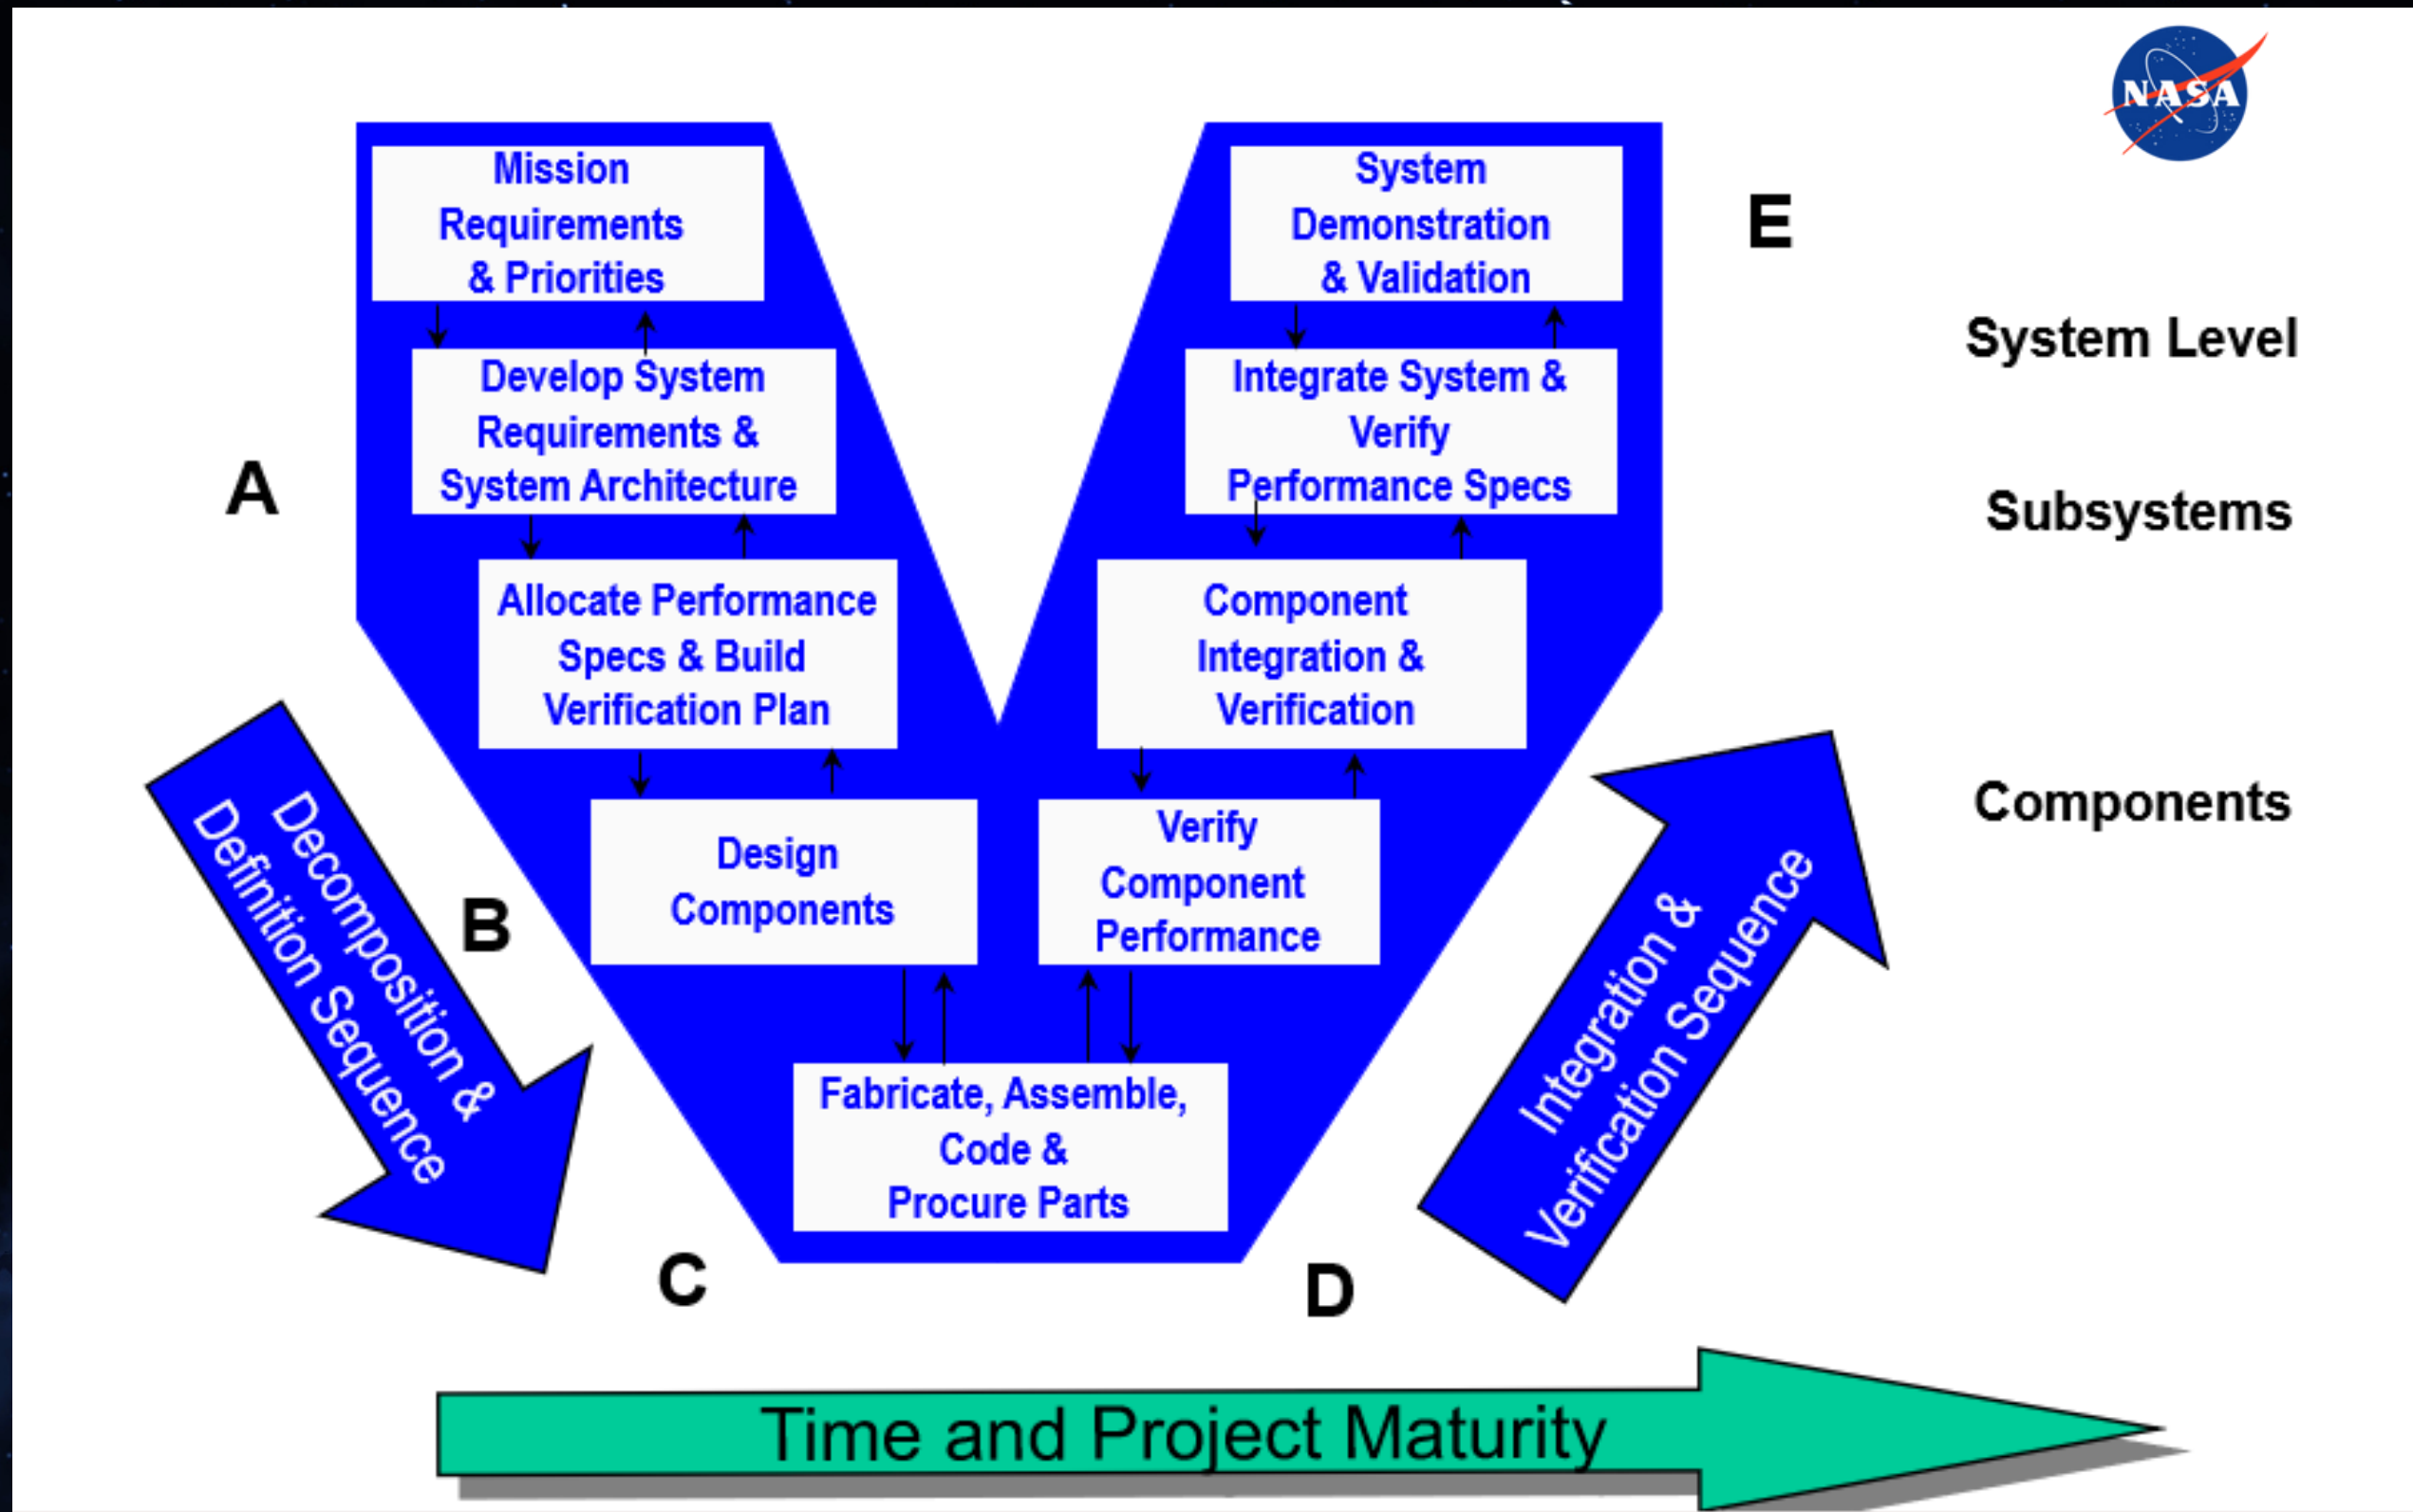 NASA
Mission
Requirements
& Priorities
System
Demonstration
& Validation
E
System Level
Develop System
Requirements &
System Architecture
Integrate System &
Verify
Performance Specs
A
Subsystems
Allocate Performance
Specs & Build
Verification Plan
Component
Integration &
Verification
Components
Decomposition &
Definition Sequence
B
Design
Components
Verify
Component
Performance
Integration &
Verification Sequence
Fabricate, Assemble,
Code &
Procure Parts
C
D
Time and Project Maturity